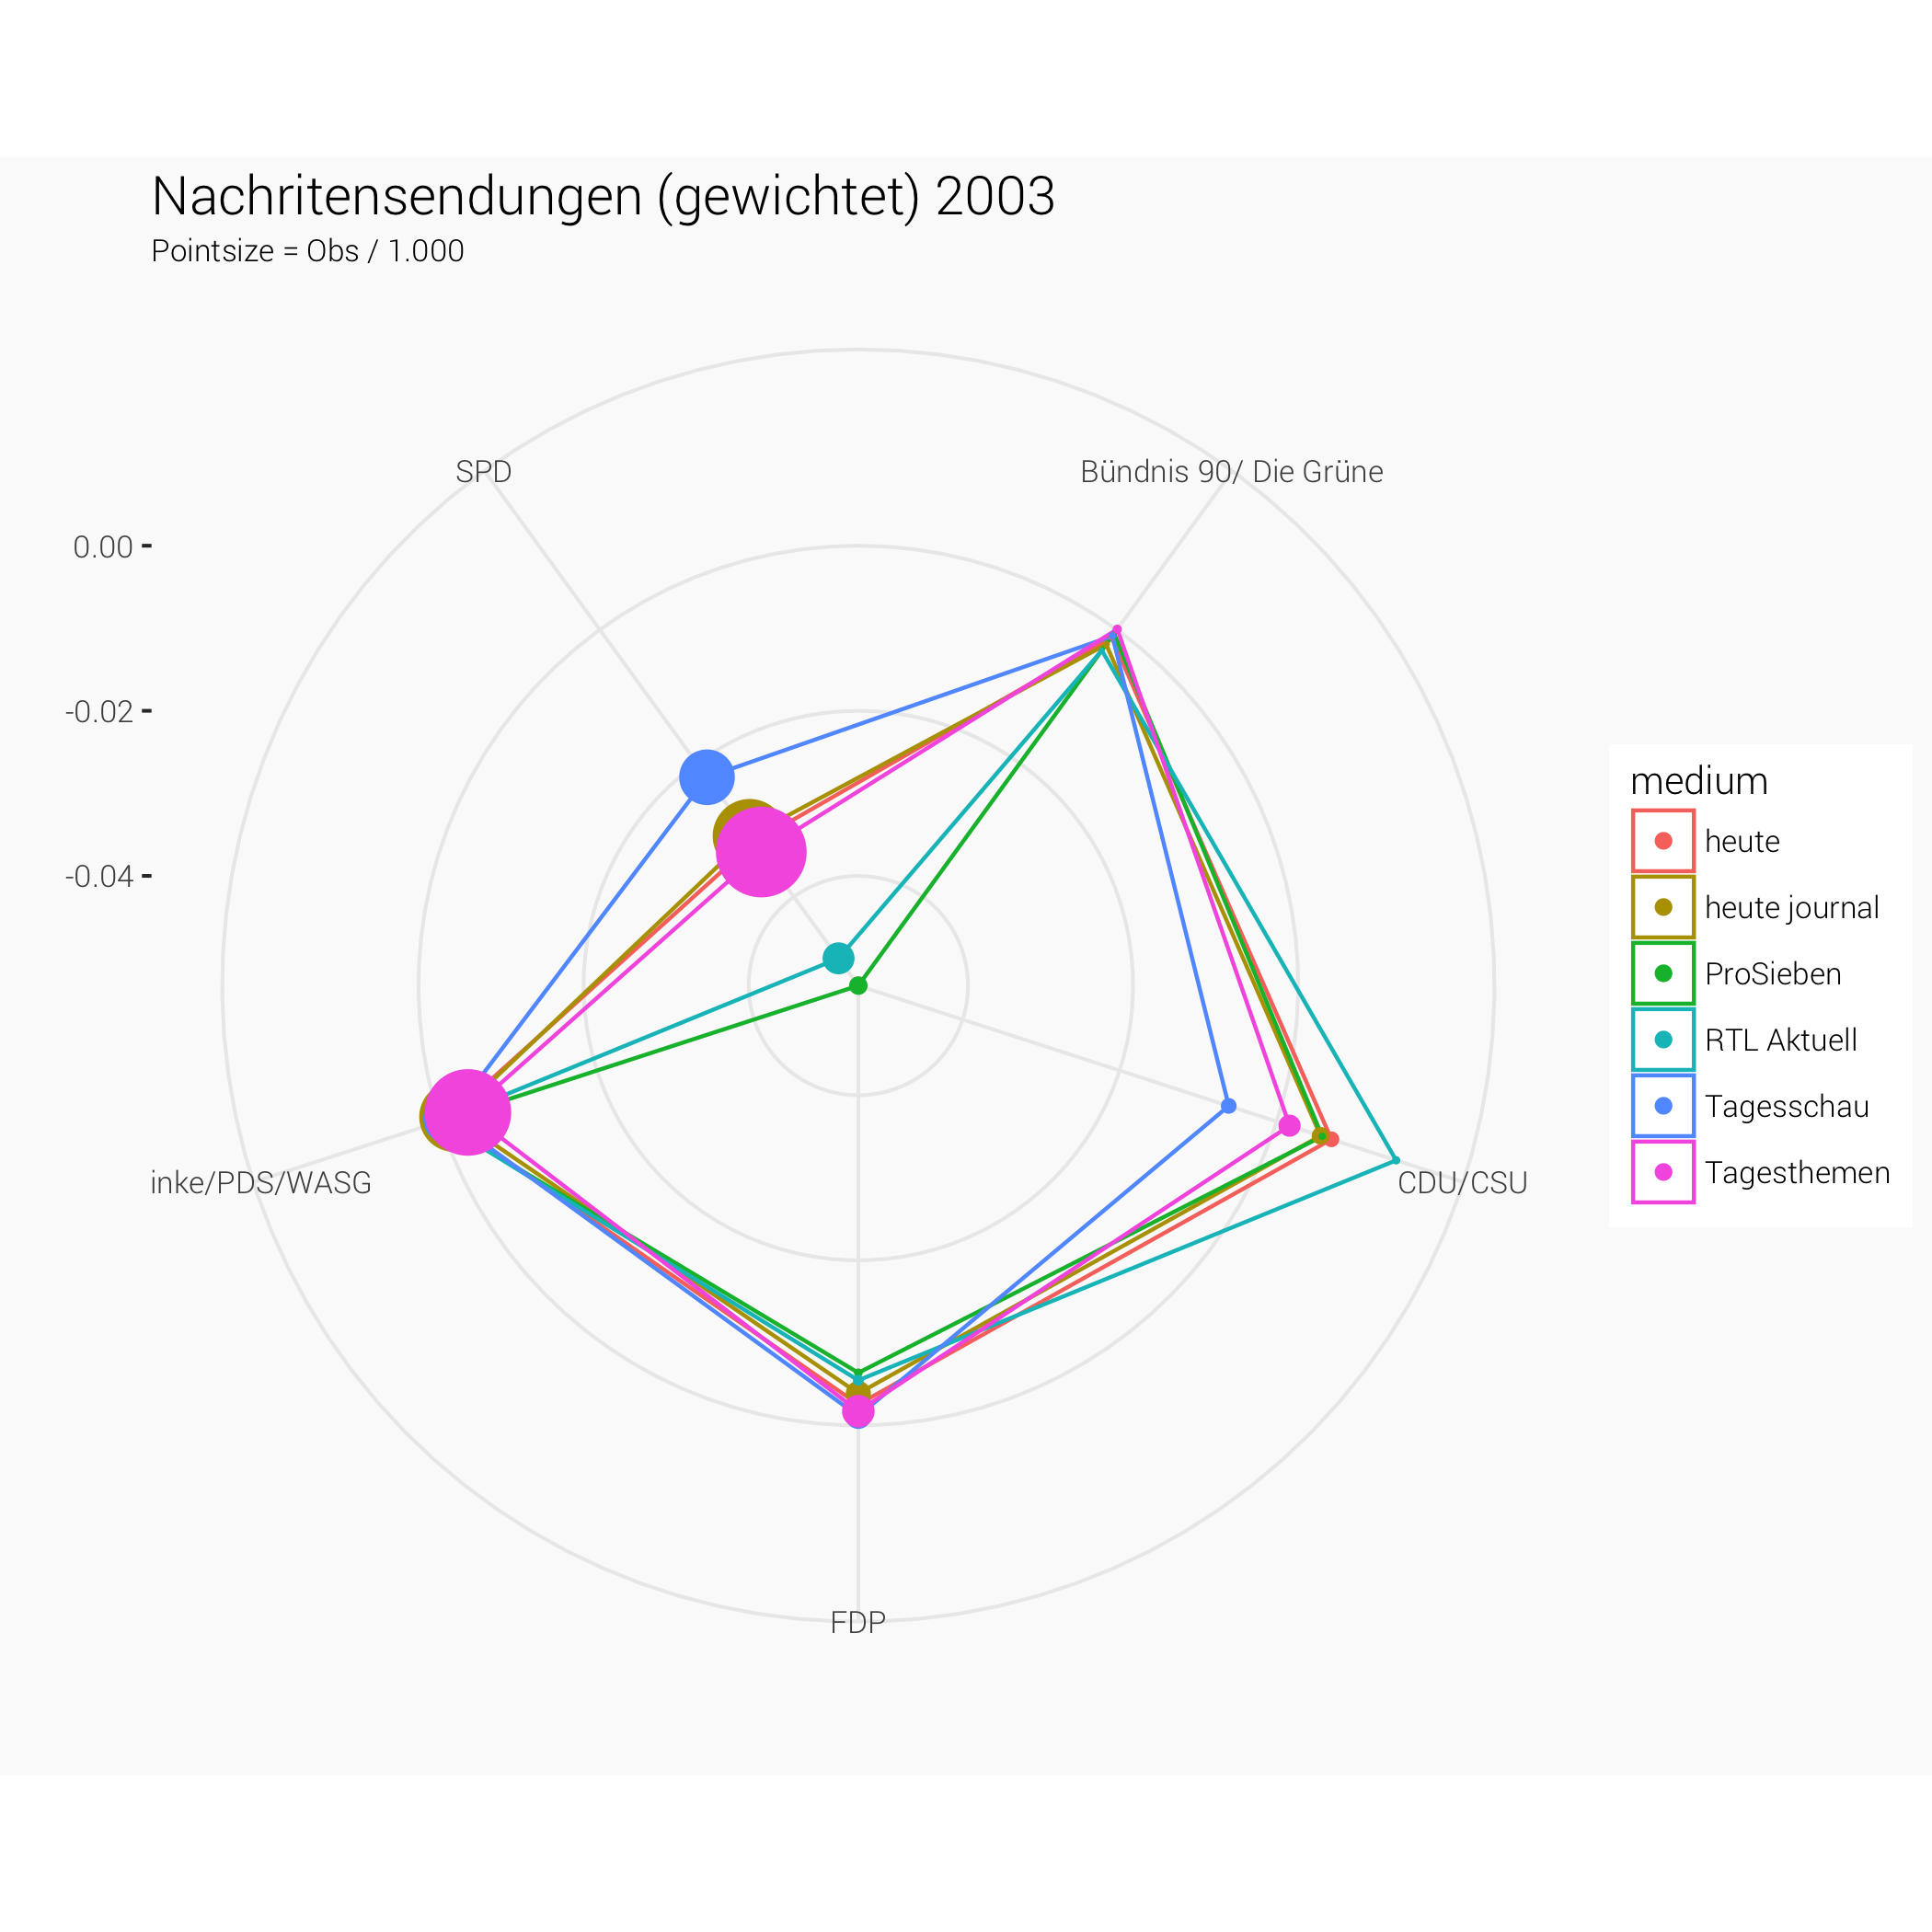 Nachritensendungen (gewichtet) 2003
Pointsize = Obs / 1.000
SPD
Bündnis 90/ Die Grüne
0.00
-0.02
-0.04
inke/PDS/WASG
CDU/CSU
FDP
medium
heute
heute journal
ProSieben
RTL Aktuell
Tagesschau
Tagesthemen